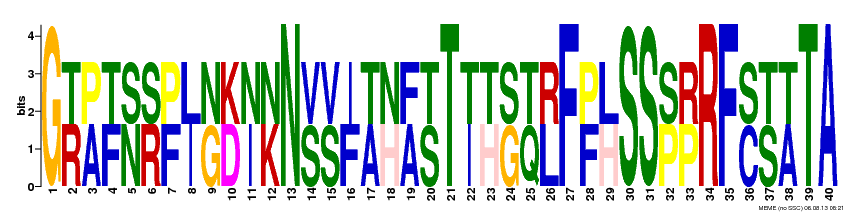 4
3
2
1
0
bits
GTPTSSPLNKNNNVVITNFTTTTSTRFPLSSSRRFSTTTA
RAFNRFIGDIKSSFAHASIHGQLFHPPCSA
1 2 3 4 5 6 7 8 9 10 11 12 13 14 15 16 17 18 19 20 21 22 23 24 25 26 27 28 29 30 31 32 33 34 35 36 37 38 39 40
MEME (no SSC) 06.08.13 06:21